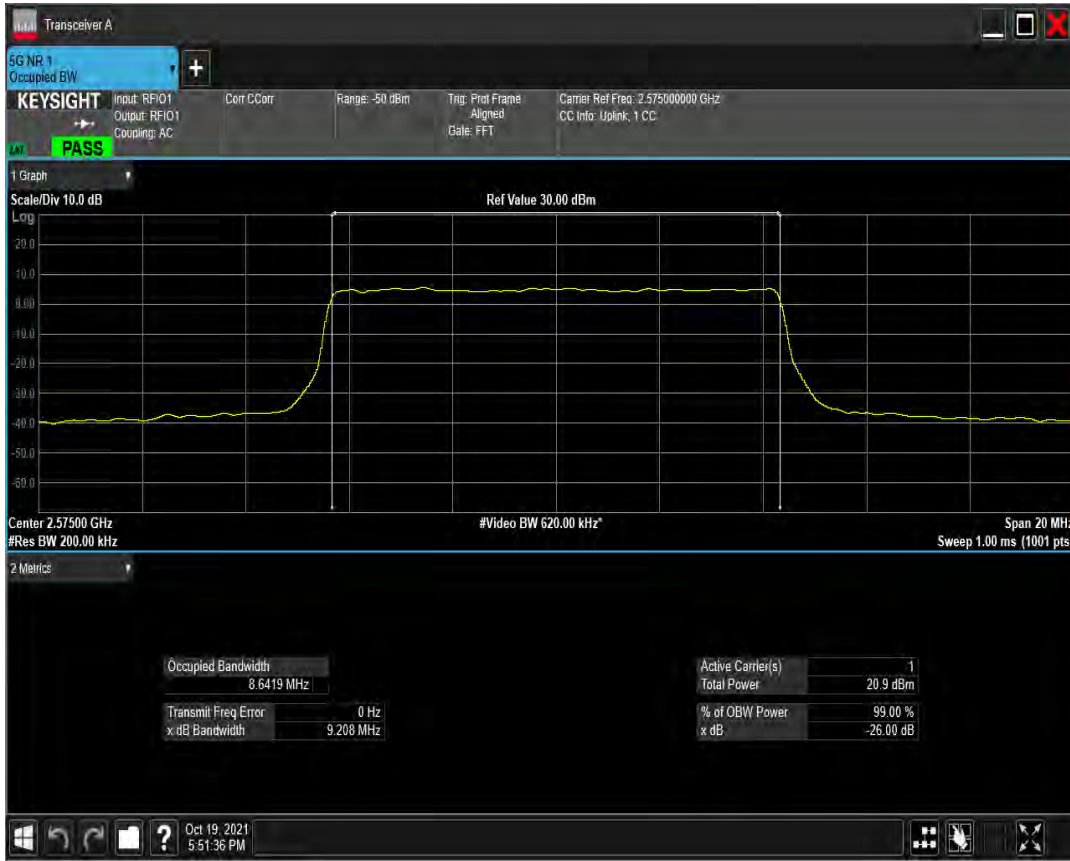 Transceiver A
5G NR 1
Occupied BW
+
KEYSIGHT
Input: RFIO1
Output: RFIO1
Coupling: AC
Corr CCorr
Range: -50 dBm
Trig: Prot Frame
Aligned
Gate: FFT
Carrier Ref Freq: 2.575000000 GHz
CC Info: Uplink, 1 CC
PASS
1 Graph
Scale/Div 10.0 dB
Ref Value 30.00 dBm
Log
20.0
10.0
0.00
-10.0
-20.0
-30.0
-40.0
-50.0
-60.0
Center 2.57500 GHz
#Video BW 620.00 kHz*
Span 20 MHz
#Res BW 200.00 kHz
Sweep 1.00 ms (1001 pts
2 Metrics
Occupied Bandwidth
8.6419 MHz
Transmit Freq Error 0 Hz
x dB Bandwidth 9.208 MHz
Active Carrier(s) 1
Total Power 20.9 dBm
% of OBW Power 99.00 %
x dB -26.00 dB
?
Oct 19, 2021
5:51:36 PM